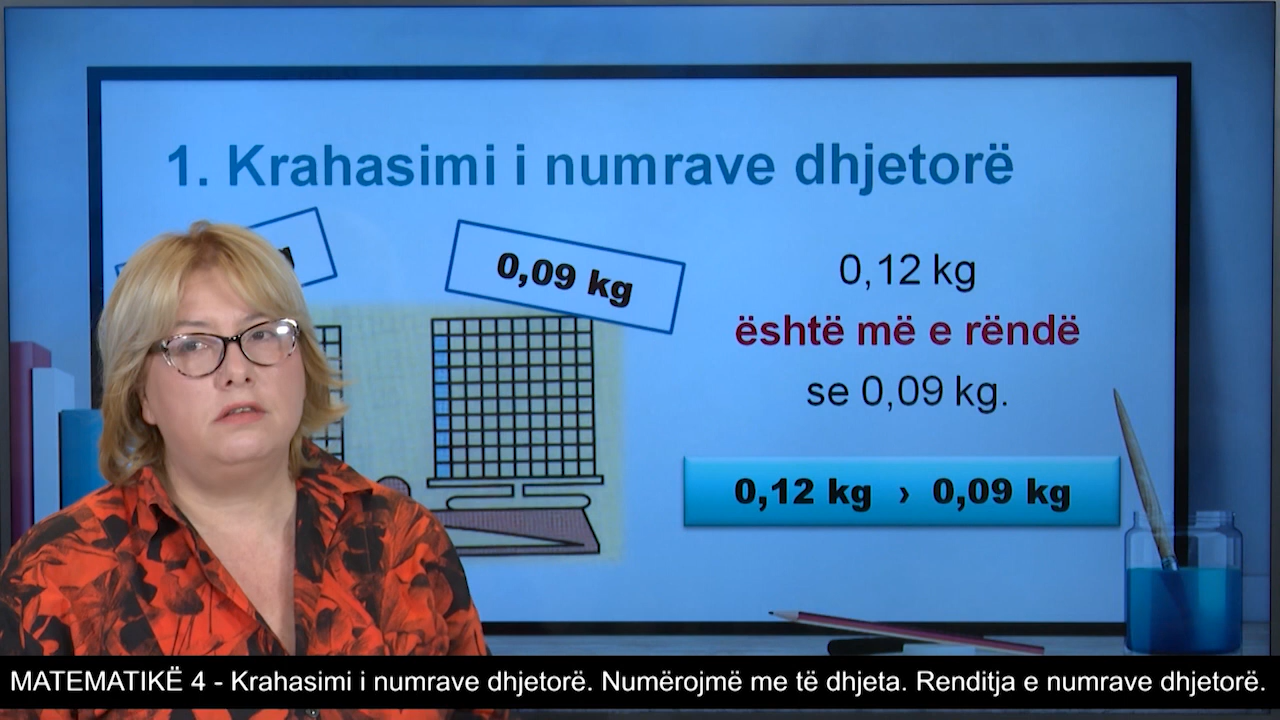 1. Krahasimi i numrave dhjetorë
0,09 kg
0,12 kg
është më e rëndë
se 0,09 kg.
0,12 kg › 0,09 kg
MATEMATIKË 4 - Krahasimi i numrave dhjetorë. Numërojmë me të dhjeta. Renditja e numrave dhjetorë.